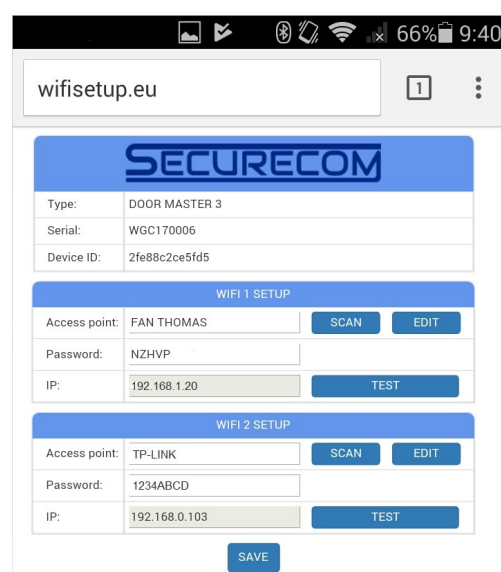 66% 9:40
wifisetup.eu 1
SECURECOM
Type: DOOR MASTER 3
Serial: WGC170006
Device ID: 2fe88c2ce5fd5
WIFI 1 SETUP
Access point: FAN THOMAS SCAN EDIT
Password: NZHVP
IP: 192.168.1.20 TEST
WIFI 2 SETUP
Access point: TP-LINK SCAN EDIT
Password: 1234ABCD
IP: 192.168.0.103 TEST
SAVE